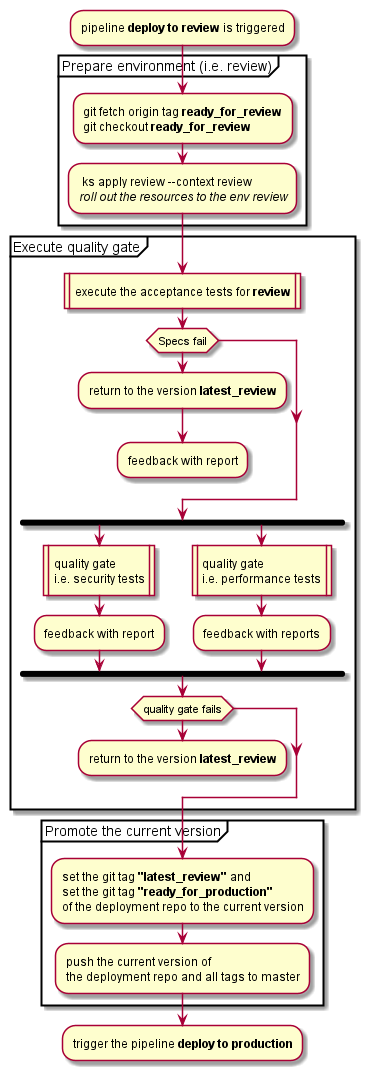 pipeline deploy to review is triggered
Prepare environment (i.e. review)
git fetch origin tag ready_for_review
git checkout ready_for_review
ks apply review --context review
roll out the resources to the env review
Execute quality gate
execute the acceptance tests for review
Specs fail
return to the version latest_review
feedback with report
quality gate
i.e. security tests
quality gate
i.e. performance tests
feedback with report
feedback with reports
quality gate fails
return to the version latest_review
Promote the current version
set the git tag "latest_review" and
set the git tag "ready_for_production"
of the deployment repo to the current version
push the current version of
the deployment repo and all tags to master
trigger the pipeline deploy to production